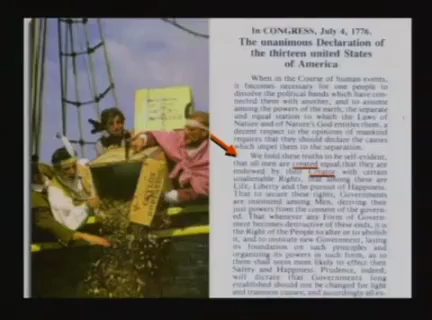 In CONGRESS, July 4, 1776.
The unanimous Declaration of
the thirteen united States
of America
When in the Course of human events,
it becomes necessary for one people to
dissolve the political bands which have con-
nected them with another, and to assume
among the powers of the earth, the separate
and equal station to which the Laws of
Nature and of Nature's God entitles them, a
decent respect to the opinions of mankind
requires that they should declare the causes
which impel them to the separation.
We hold these truths to be self-evident,
that all men are created equal, that they are
endowed by their Creator with certain
unalienable Rights, that among these are
Life, Liberty and the pursuit of Happiness.
That to secure these rights, Governments
are instituted among Men, deriving their
just powers from the consent of the govern-
ed. That whenever any Form of Govern-
ment becomes destructive of these ends, it is
the Right of the People to alter or to abolish
it, and to institute new Government, laying
its foundation on such principles and
organizing its powers in such form, as to
them shall seem most likely to effect their
Safety and Happiness. Prudence, indeed,
will dictate that Governments long
established should not be changed for light
and transient causes; and accordingly all ex-